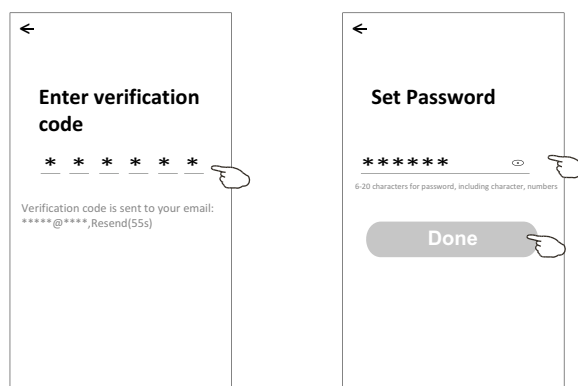 Enter verification
code
* * * * * *
Verification code is sent to your email:
*****@****,Resend(55s)
Set Password
******
6-20 characters for password, including character, numbers
Done